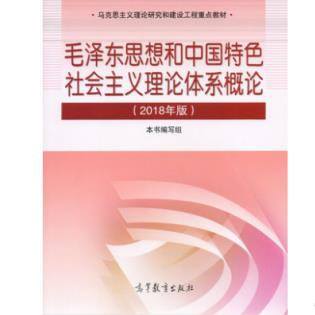 · 马克思主义理论研究和建设工程重点教材
毛泽东思想和中国特色
社会主义理论体系概论
（2018年版）
本书编写组
高等教育出版社